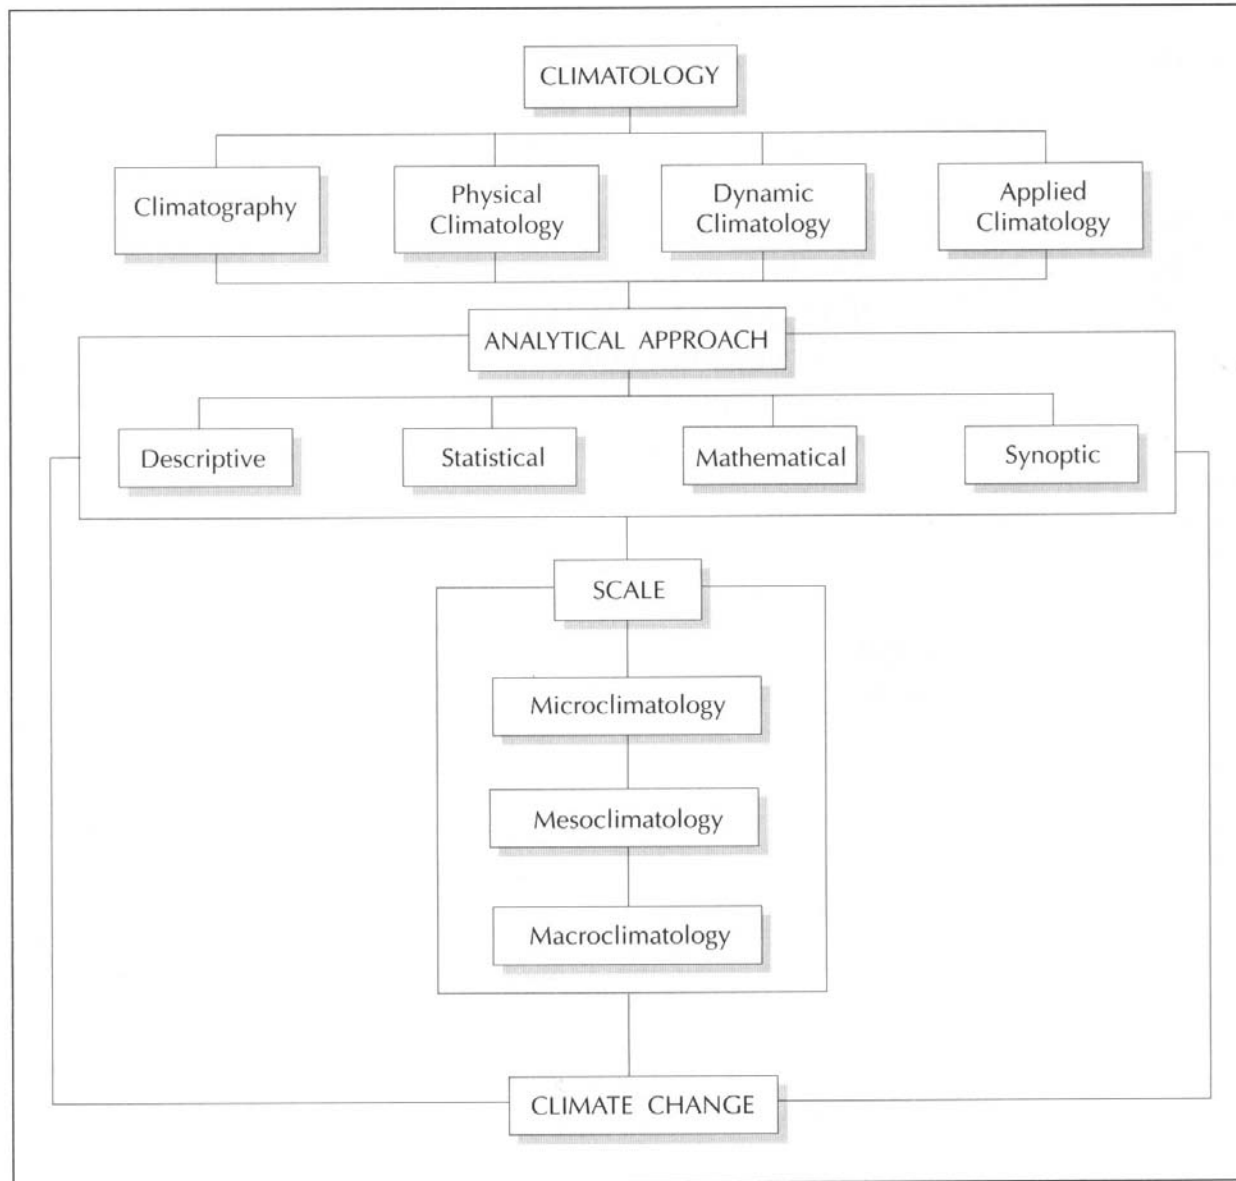 CLIMATOLOGY
Climatography
Physical
Climatology
Dynamic
Climatology
Applied
Climatology
ANALYTICAL APPROACH
Descriptive
Statistical
Mathematical
Synoptic
SCALE
Microclimatology
Mesoclimatology
Macroclimatology
CLIMATE CHANGE